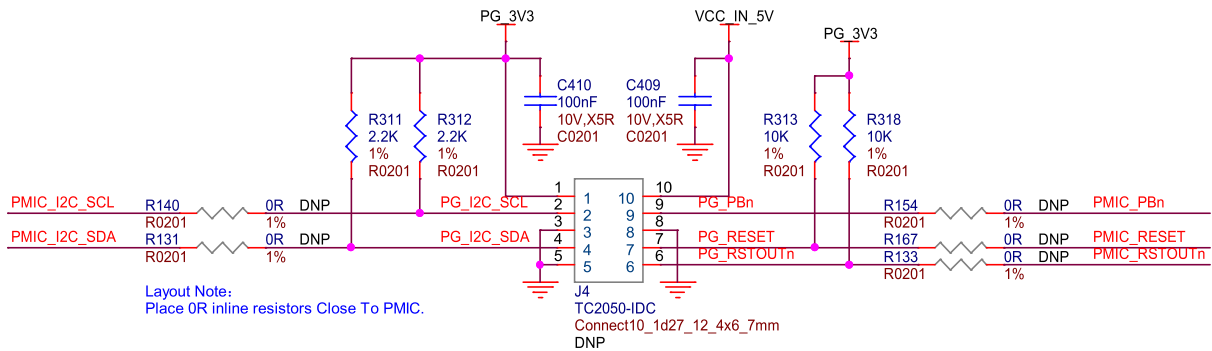 PG_3V3
VCC_IN_5V
PG_3V3
C410
100nF
10V,X5R
C0201
C409
100nF
10V,X5R
C0201
R311
2.2K
1%
R0201
R312
2.2K
1%
R0201
R313
10K
1%
R0201
R318
10K
1%
R0201
PMIC_I2C_SCL
R140
R0201
0R
1%
DNP
PG_I2C_SCL
PMIC_I2C_SDA
R131
R0201
0R
1%
DNP
PG_I2C_SDA
1
2
3
4
5
1
2
3
4
5
10
9
8
7
6
10
9
8
7
6
PG_PBn
R154
R0201
0R
1%
DNP
PMIC_PBn
PG_RESET
R167
0R
DNP
PMIC_RESET
PG_RSTOUTn
R133
R0201
0R
1%
DNP
PMIC_RSTOUTn
Layout Note：
Place 0R inline resistors Close To PMIC.
J4
TC2050-IDC
Connect10_1d27_12_4x6_7mm
DNP